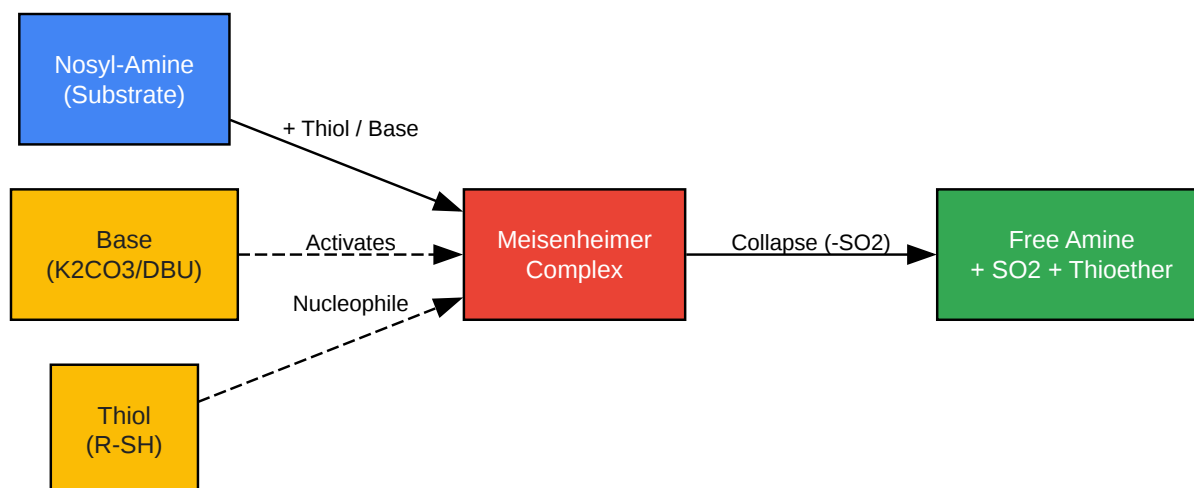 Nosyl-Amine
(Substrate)
+ Thiol / Base
Base
(K2CO3/DBU)
Activates
Nucleophile
Thiol
(R-SH)
Meisenheimer
Complex
Collapse (-SO2)
Free Amine
+ SO2 + Thioether